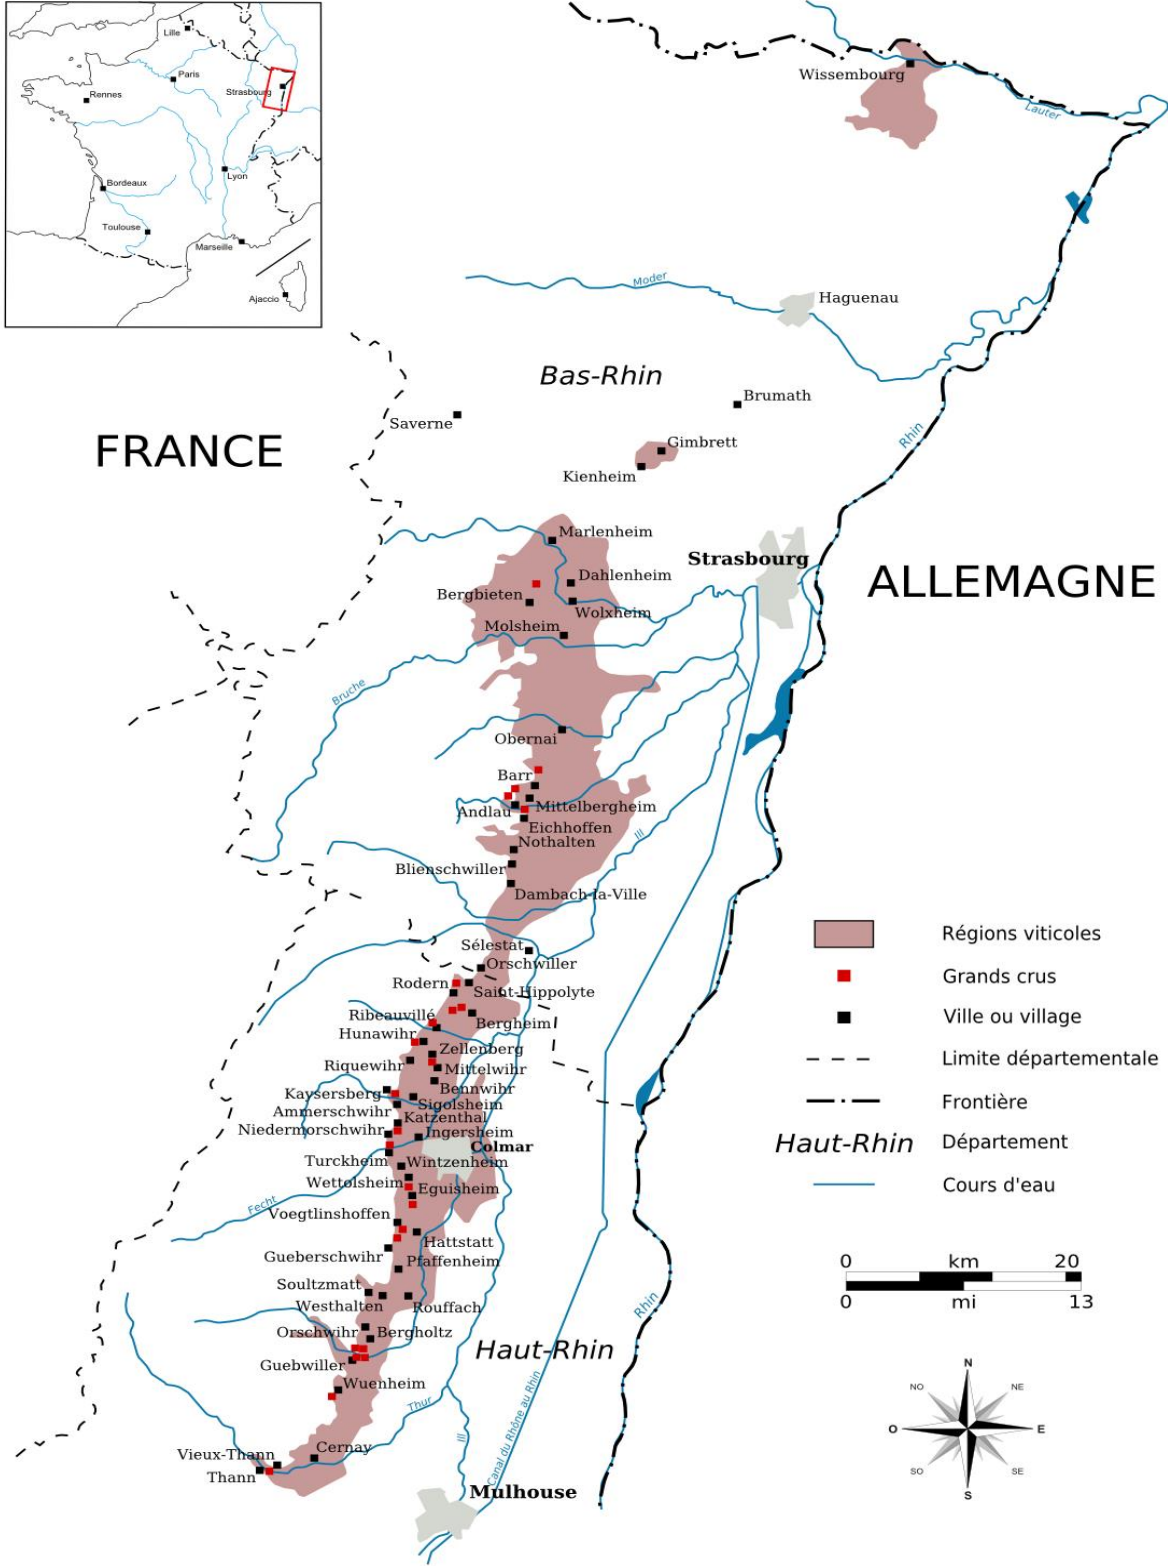 Lille
Paris
Strasbourg
Rennes
Lyon
Bordeaux
Toulouse
Marseille
Ajaccio
Wissembourg
Lauter
Moder
Haguenau
Bas-Rhin
Brumath
Saverne
FRANCE
Rhin
Gimbrett
Kienheim
Marlenheim
Strasbourg
Dahlenheim
ALLEMAGNE
Bergbieten
Wolxheim
Molsheim
Bruche
Obernai
Barr
Mittelbergheim
Andlau
Eichhoffen
Ill
Nothalten
Blienschwiller
Dambach-la-Ville
Sélestat
Orschwiller
Rodern
Saint-Hippolyte
Ribeauvillé
Bergheim
Hunawihr
Zellenberg
Riquewihr
Mittelwihr
Bennwihr
Kaysersberg
Sigolsheim
Ammerschwihr
Katzenthal
Niedermorschwihr
Ingersheim
Colmar
Turckheim
Wintzenheim
Wettolsheim
Eguisheim
Fecht
Voegtlinshoffen
Hattstatt
Gueberschwihr
Pfaffenheim
Soultzmatt
Westhalten
Rouffach
Rhin
Orschwihr
Bergholtz
Haut-Rhin
Guebwiller
Wuenheim
Thur
Canal du Rhône au Rhin
Ill
Cernay
Vieux-Thann
Thann
Mulhouse
Régions viticoles
Grands crus
Ville ou village
Limite départementale
Frontière
Haut-Rhin Département
Cours d'eau
0 km 20
0 mi 13
N
NO NE
O E
SO SE
S